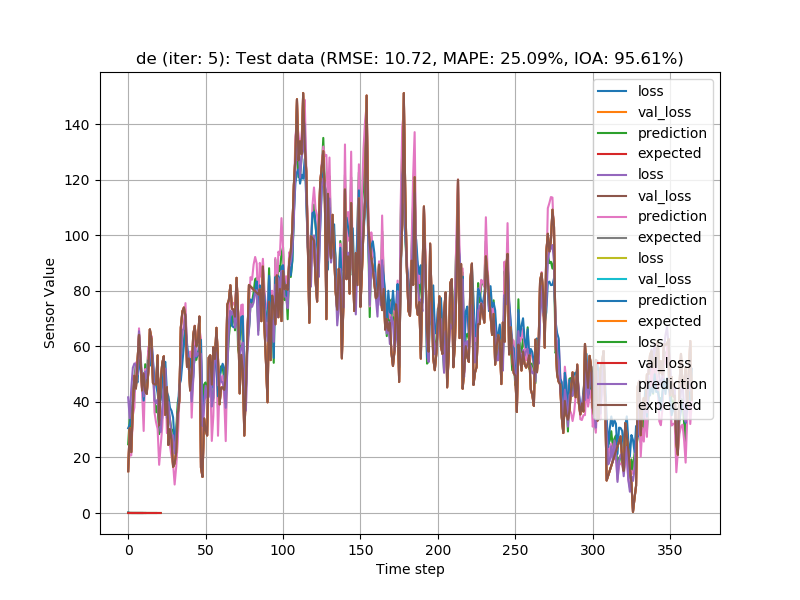 de (iter: 5): Test data (RMSE: 10.72, MAPE: 25.09%, IOA: 95.61%)
Sensor Value
140
120
100
80
60
40
20
0
0 50 100 150 200 250 300 350
Time step
loss
val_loss
prediction
expected
loss
val_loss
prediction
expected
loss
val_loss
prediction
expected
loss
val_loss
prediction
expected